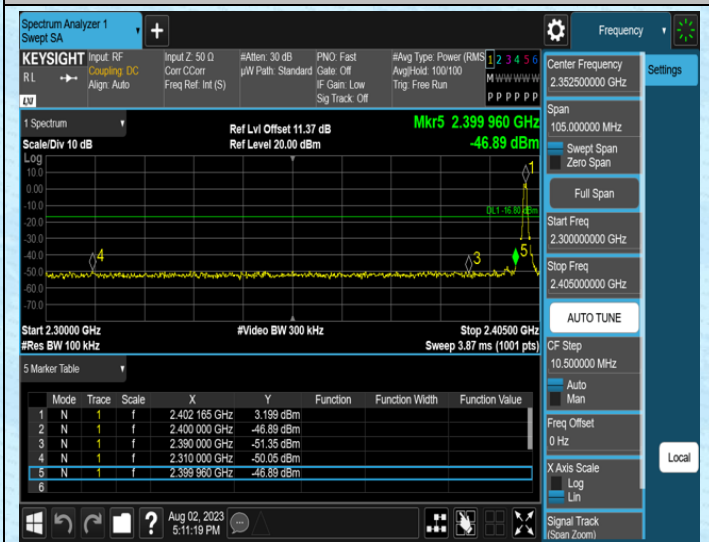 Spectrum Analyzer 1
Swept SA
Frequency
KEYSIGHT
R L
LXI
Input: RF
Coupling: DC
Align: Auto
Input Z: 50 Ω
Corr CCorr
Freq Ref: Int (S)
#Atten: 30 dB
µW Path: Standard
PNO: Fast
Gate: Off
IF Gain: Low
Sig Track: Off
#Avg Type: Power (RMS
Avg|Hold: 100/100
Trig: Free Run
1 2 3 4 5 6
M W W W W W
P P P P P P
Settings
Center Frequency
2.352500000 GHz
Span
105.000000 MHz
Swept Span
Zero Span
Full Span
Start Freq
2.300000000 GHz
Stop Freq
2.405000000 GHz
AUTO TUNE
CF Step
10.500000 MHz
Auto
Man
Freq Offset
0 Hz
X Axis Scale
Log
Lin
Signal Track
(Span Zoom)
Local
1 Spectrum
Scale/Div 10 dB
Log
Ref Lvl Offset 11.37 dB
Ref Level 20.00 dBm
Mkr5 2.399 960 GHz
-46.89 dBm
10.0
0.00
-10.0
-20.0
-30.0
-40.0
-50.0
-60.0
-70.0
1
DL1 -16.80 dBm
4
3
5
Start 2.30000 GHz
#Video BW 300 kHz
Stop 2.40500 GHz
#Res BW 100 kHz
Sweep 3.87 ms (1001 pts)
5 Marker Table
Mode Trace Scale X Y Function Function Width Function Value
1 N 1 f 2.402 165 GHz 3.199 dBm
2 N 1 f 2.400 000 GHz -46.89 dBm
3 N 1 f 2.390 000 GHz -51.35 dBm
4 N 1 f 2.310 000 GHz -50.05 dBm
5 N 1 f 2.399 960 GHz -46.89 dBm
6
Aug 02, 2023
5:11:19 PM